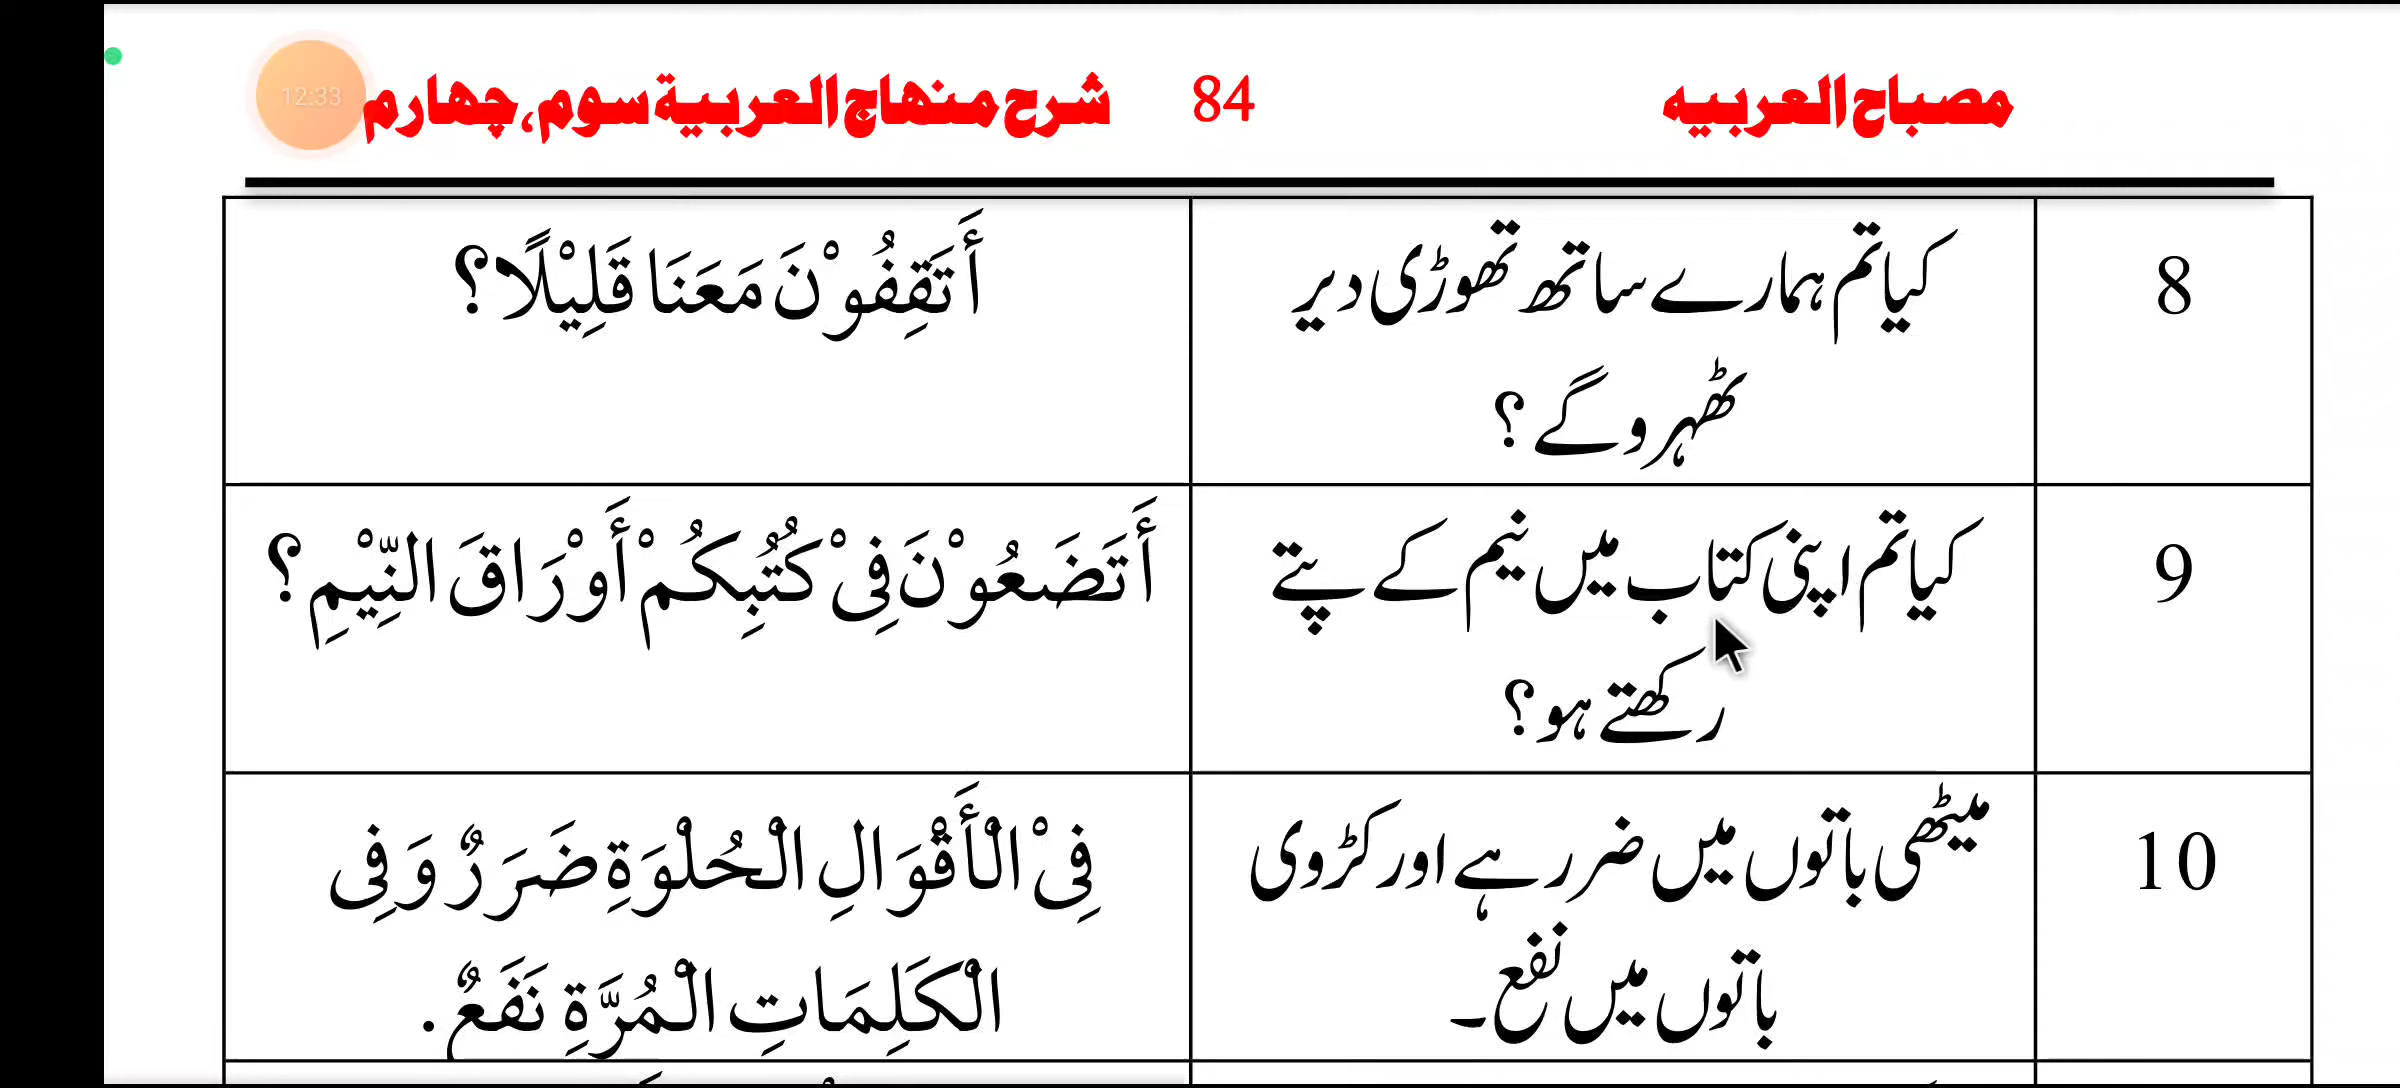 مصباح العربیہ 84 شرح منهاج العربیة سوم، چهارم
12:33
8 کیا تم ہمارے ساتھ تھوڑی دیر أَتَقِفُوْنَ مَعَنَا قَلِيْلًا؟
ٹھہرو گے؟
9 کیا تم اپنی کتاب میں نیم کے پتے أَتَضَعُوْنَ فِىْ كُتُبِكُمْ أَوْرَاقَ النِّيْمِ؟
رکھتے ہو؟
10 میٹھی باتوں میں ضرر ہے اور کڑوی فِىْ الْأَقْوَالِ الْحُلْوَةِ ضَرَرٌ وَفِى
باتوں میں نفع۔ الْكَلِمَاتِ الْمُرَّةِ نَفَعٌ.